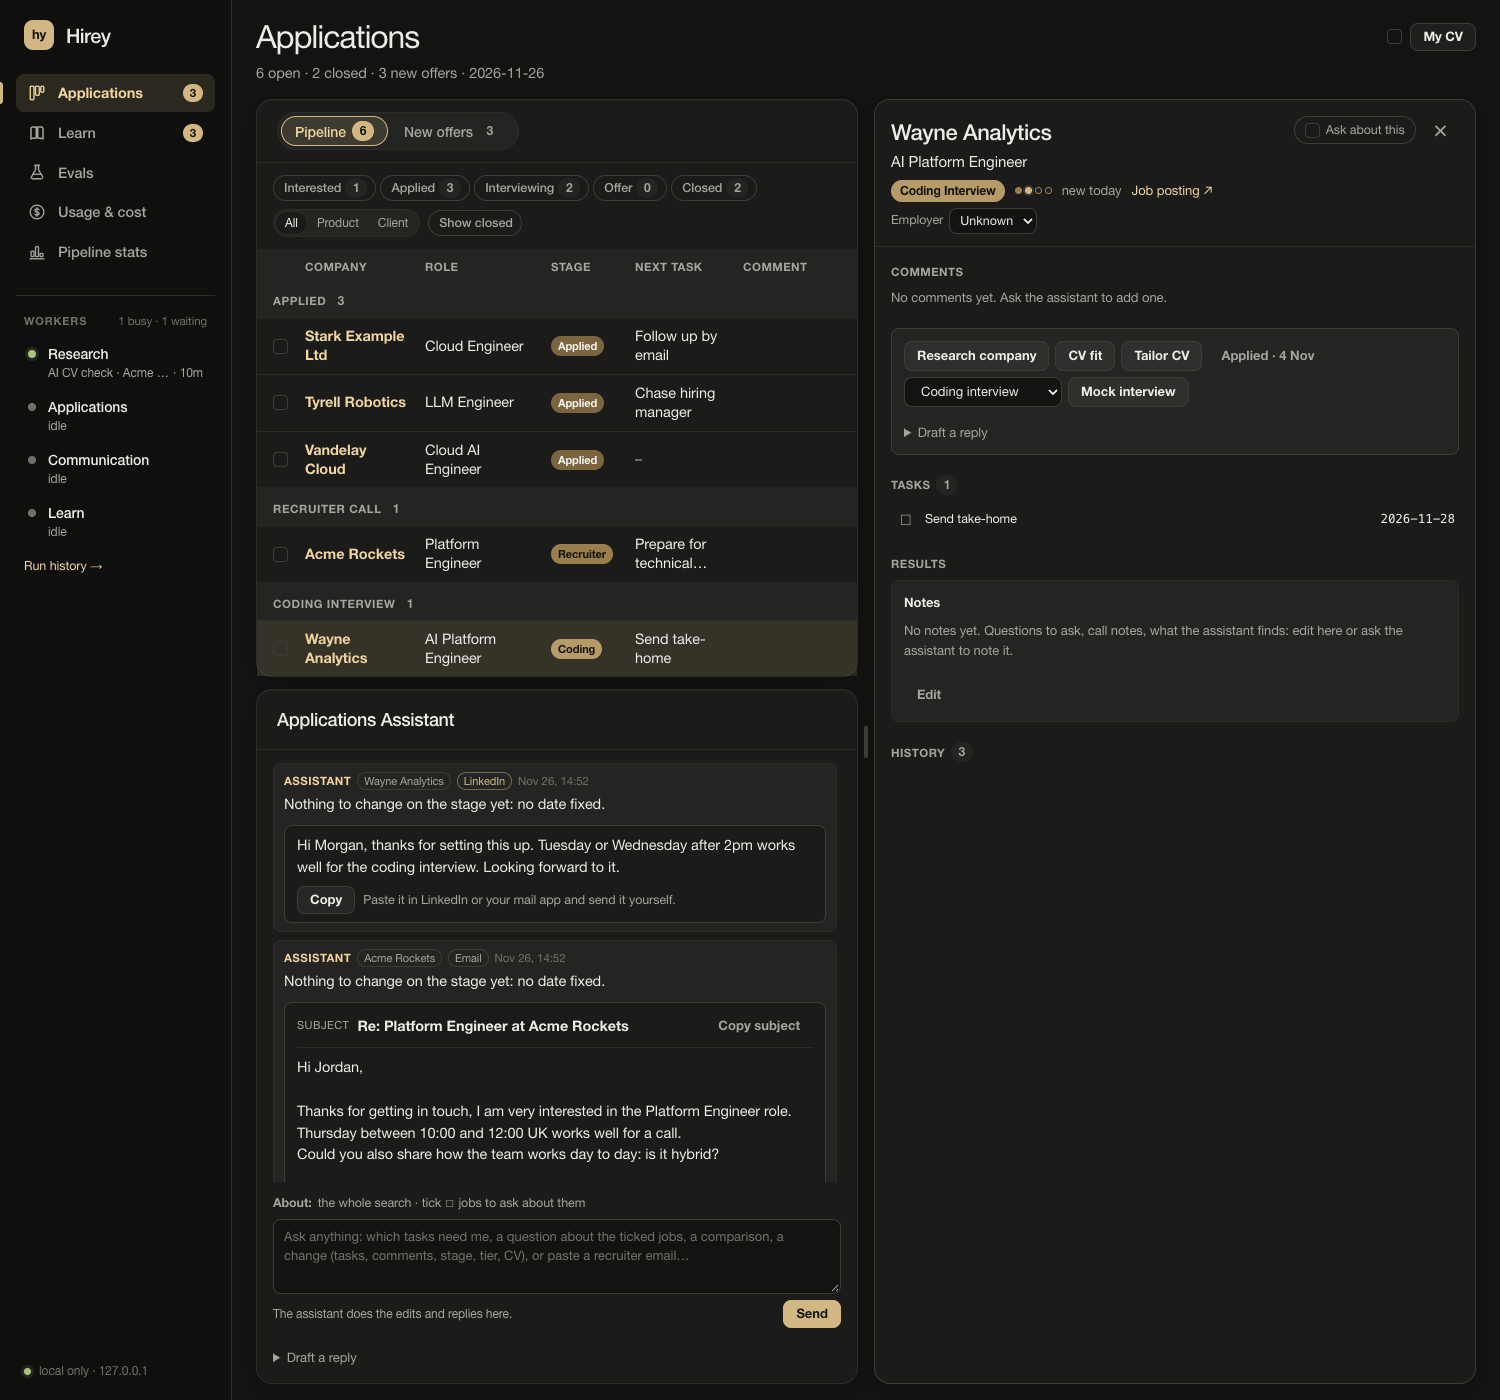 hy Hirey
Applications 3
Learn 3
Evals
Usage & cost
Pipeline stats
WORKERS 1 busy · 1 waiting
Research
AI CV check · Acme … · 10m
Applications
idle
Communication
idle
Learn
idle
Run history →
local only · 127.0.0.1
Applications
6 open · 2 closed · 3 new offers · 2026-11-26
My CV
Pipeline 6 New offers 3
Interested 1 Applied 3 Interviewing 2 Offer 0 Closed 2
All Product Client Show closed
COMPANY ROLE STAGE NEXT TASK COMMENT
APPLIED 3
Stark Example Ltd Cloud Engineer Applied Follow up by email
Tyrell Robotics LLM Engineer Applied Chase hiring manager
Vandelay Cloud Cloud AI Engineer Applied –
RECRUITER CALL 1
Acme Rockets Platform Engineer Recruiter Prepare for technical…
CODING INTERVIEW 1
Wayne Analytics AI Platform Engineer Coding Send take-home
Applications Assistant
ASSISTANT Wayne Analytics LinkedIn Nov 26, 14:52
Nothing to change on the stage yet: no date fixed.
Hi Morgan, thanks for setting this up. Tuesday or Wednesday after 2pm works
well for the coding interview. Looking forward to it.
Copy Paste it in LinkedIn or your mail app and send it yourself.
ASSISTANT Acme Rockets Email Nov 26, 14:52
Nothing to change on the stage yet: no date fixed.
SUBJECT Re: Platform Engineer at Acme Rockets Copy subject
Hi Jordan,
Thanks for getting in touch, I am very interested in the Platform Engineer role.
Thursday between 10:00 and 12:00 UK works well for a call.
Could you also share how the team works day to day: is it hybrid?
About: the whole search · tick □ jobs to ask about them
Ask anything: which tasks need me, a question about the ticked jobs, a comparison, a
change (tasks, comments, stage, tier, CV), or paste a recruiter email…
The assistant does the edits and replies here.
Send
▶ Draft a reply
Wayne Analytics
Ask about this ✕
AI Platform Engineer
Coding Interview new today Job posting ↗
Employer Unknown
COMMENTS
No comments yet. Ask the assistant to add one.
Research company CV fit Tailor CV Applied · 4 Nov
Coding interview Mock interview
▶ Draft a reply
TASKS 1
Send take-home 2026-11-28
RESULTS
Notes
No notes yet. Questions to ask, call notes, what the assistant finds: edit here or ask the
assistant to note it.
Edit
HISTORY 3